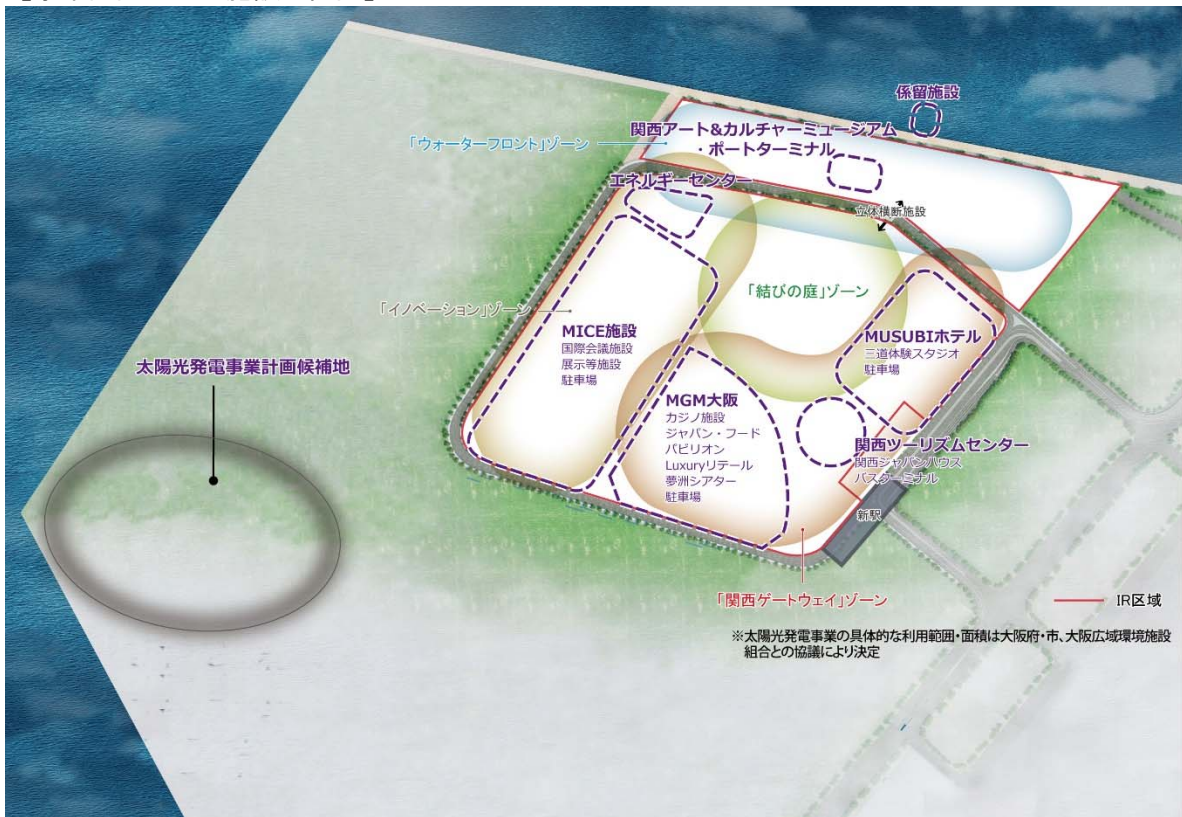 係留施設
関西アート&カルチャーミュージアム
・ポートターミナル
「ウォーターフロント」ゾーン
エネルギーセンター
立体横断施設
「結びの庭」ゾーン
「イノベーション」ゾーン
MICE施設
国際会議施設
展示等施設
駐車場
MUSUBIホテル
三道体験スタジオ
駐車場
太陽光発電事業計画候補地
MGM大阪
カジノ施設
ジャパン・フード
パビリオン
Luxuryリテール
夢洲シアター
駐車場
関西ツーリズムセンター
関西ジャパンハウス
バスターミナル
新駅
「関西ゲートウェイ」ゾーン
IR区域
※太陽光発電事業の具体的な利用範囲・面積は大阪府・市、大阪広域環境施設
組合との協議により決定